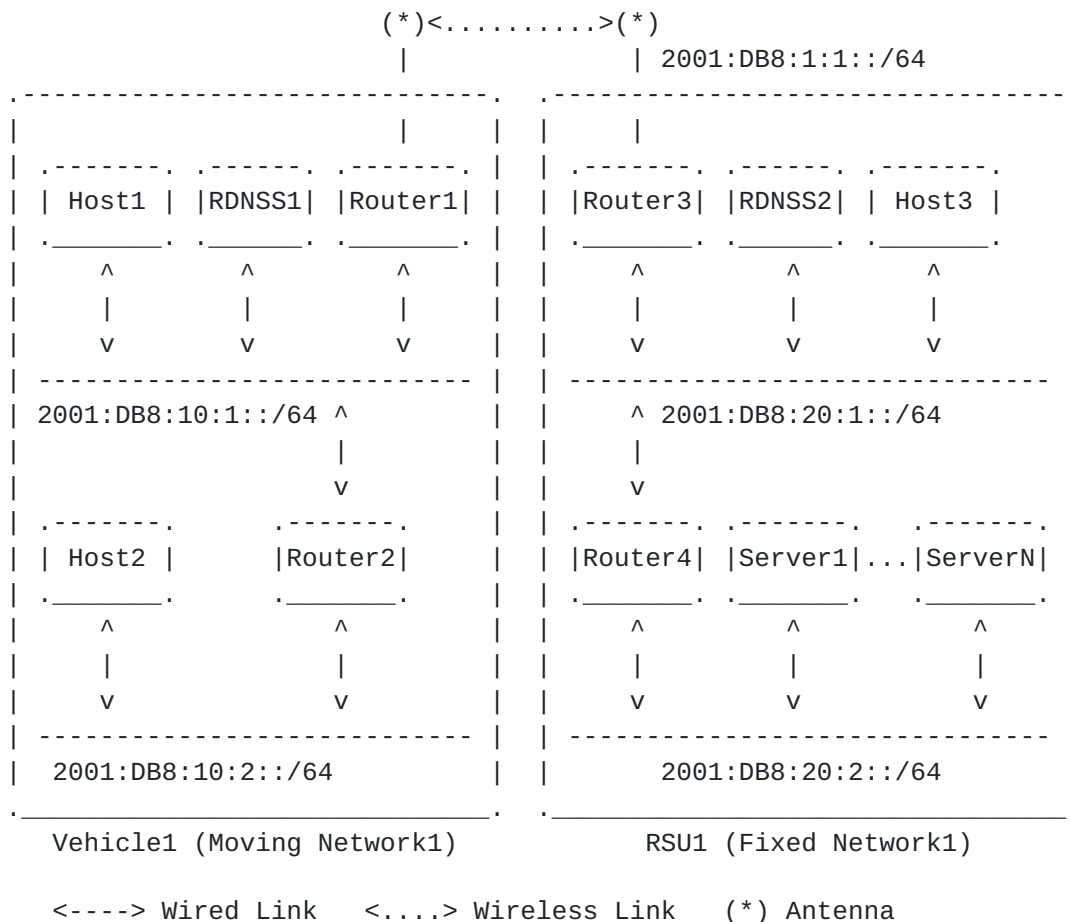 (*)<..........>(*)
2001:DB8:1:1::/64
Host1 RDNSS1 Router1 Router3 RDNSS2 Host3
2001:DB8:10:1::/64 2001:DB8:20:1::/64
Host2 Router2 Router4 Server1 ... ServerN
2001:DB8:10:2::/64 2001:DB8:20:2::/64
Vehicle1 (Moving Network1) RSU1 (Fixed Network1)
<----> Wired Link <....> Wireless Link (*) Antenna